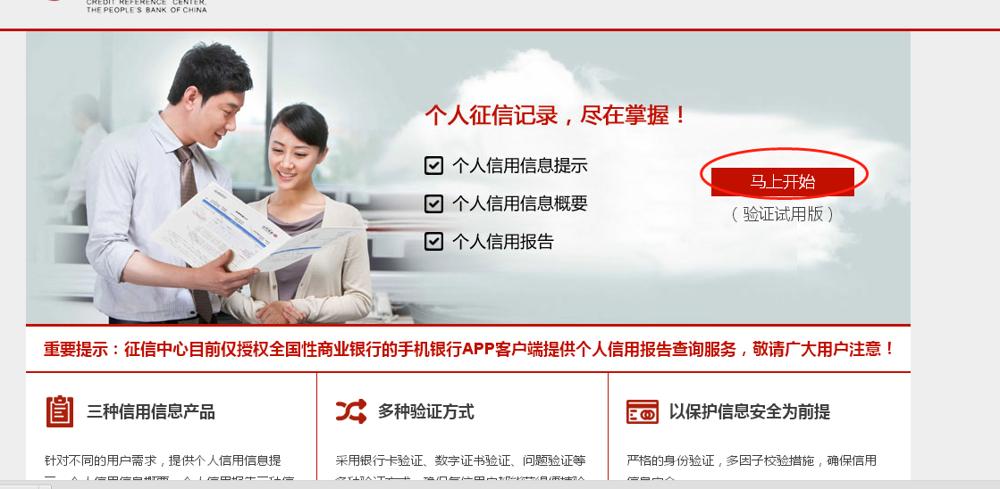 CREDIT REFERENCE CENTER,
THE PEOPLE'S BANK OF CHINA
个人征信记录，尽在掌握！
个人信用信息提示
个人信用信息概要
个人信用报告
马上开始
（验证试用版）
重要提示：征信中心目前仅授权全国性商业银行的手机银行APP客户端提供个人信用报告查询服务，敬请广大用户注意！
三种信用信息产品
多种验证方式
以保护信息安全为前提
针对不同的用户需求，提供个人信用信息提
采用银行卡验证、数字证书验证、问题验证等
严格的身份验证，多因子校验措施，确保信用